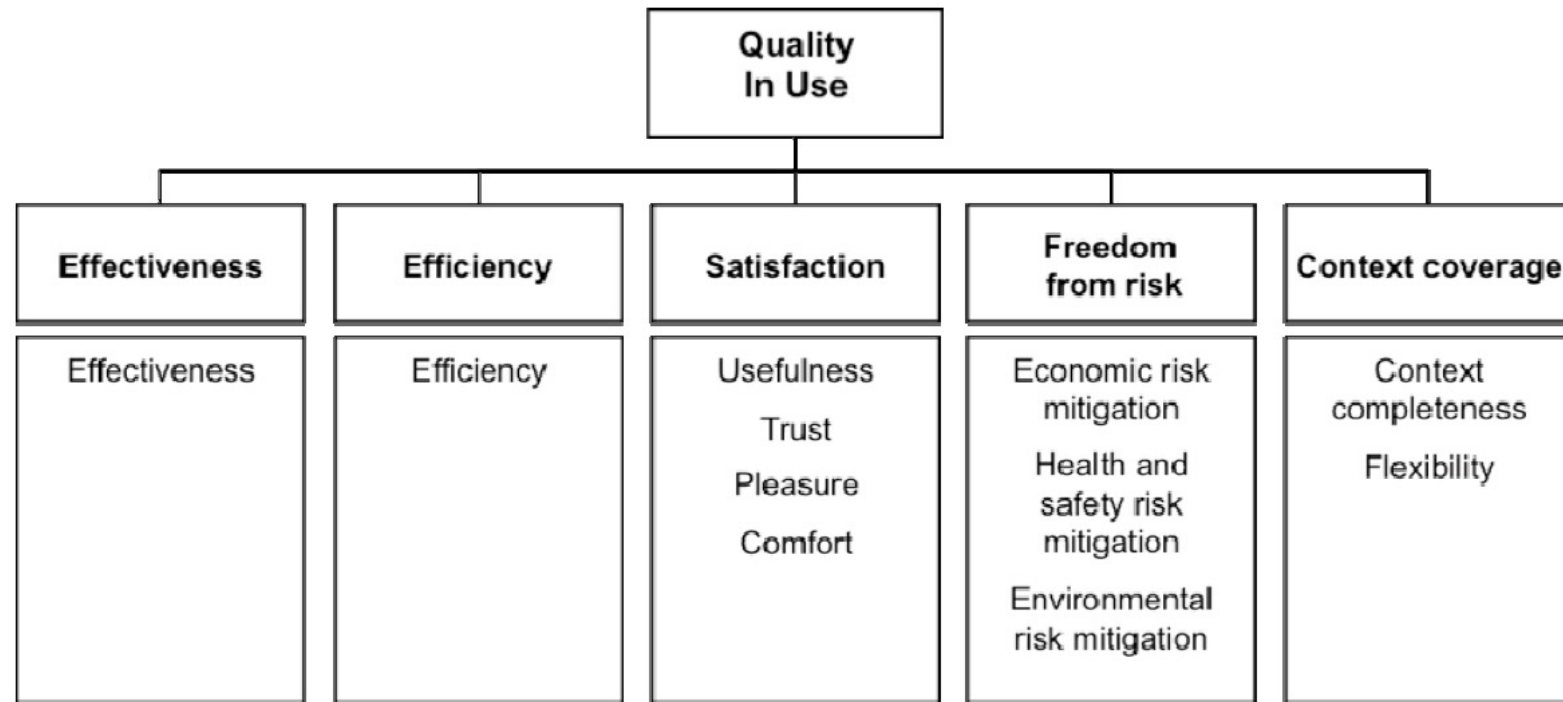 Quality
In Use
Effectiveness
Efficiency
Satisfaction
Freedom
from risk
Context coverage
Effectiveness
Efficiency
Usefulness
Trust
Pleasure
Comfort
Economic risk
mitigation
Health and
safety risk
mitigation
Environmental
risk mitigation
Context
completeness
Flexibility